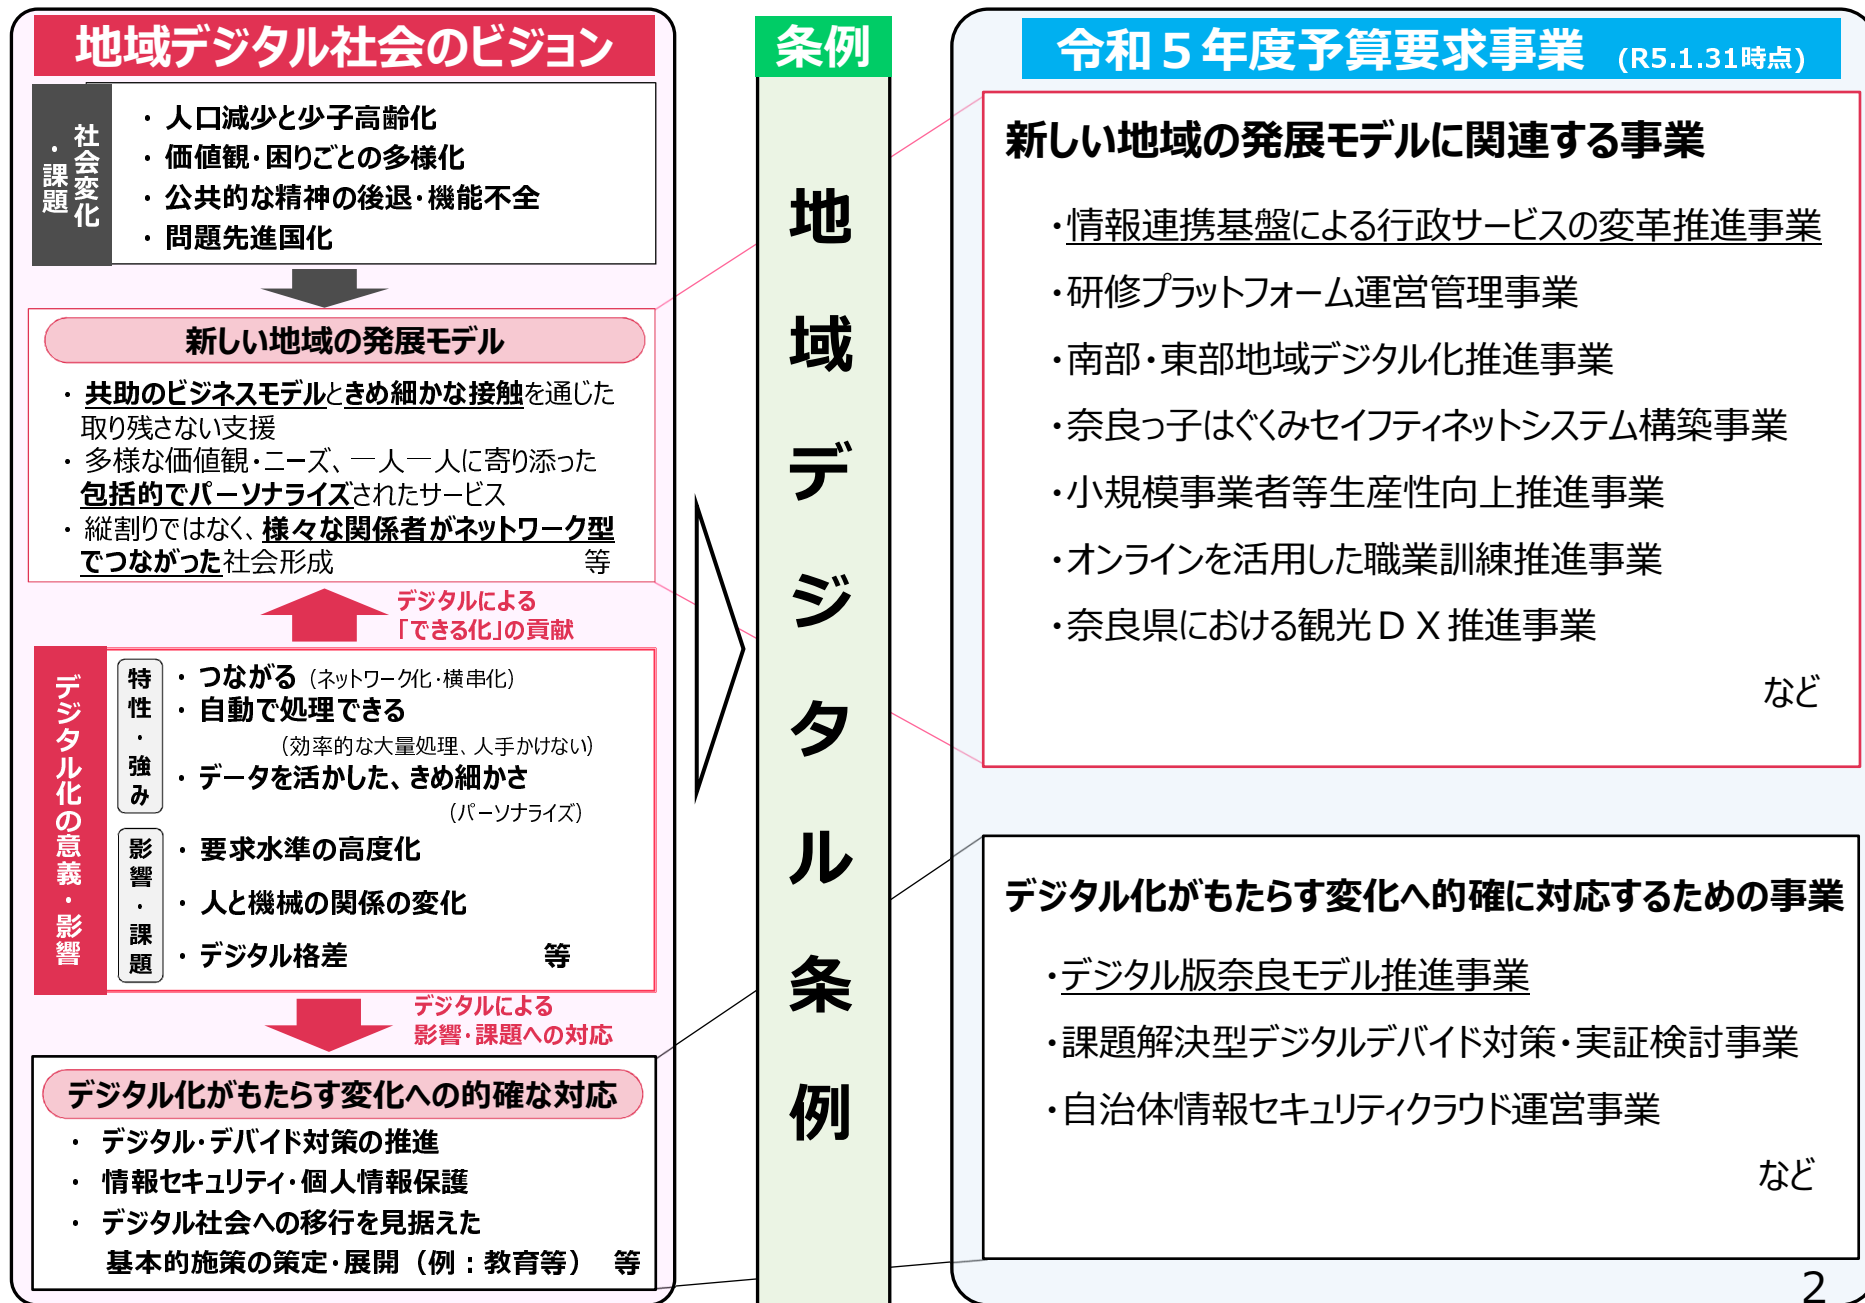 地域デジタル社会のビジョン
社会変化
・課題
・ 人口減少と少子高齢化
・ 価値観・困りごとの多様化
・ 公共的な精神の後退・機能不全
・ 問題先進国化
新しい地域の発展モデル
・ 共助のビジネスモデルときめ細かな接触を通じた
取り残さない支援
・ 多様な価値観・ニーズ、一人一人に寄り添った
包括的でパーソナライズされたサービス
・ 縦割りではなく、様々な関係者がネットワーク型
でつながった社会形成 等
デジタルによる
「できる化」の貢献
デジタル化の意義・影響
特性・強み
・ つながる（ネットワーク化・横串化）
・ 自動で処理できる
（効率的な大量処理、人手かけない）
・ データを活かした、きめ細かさ
（パーソナライズ）
影響・課題
・ 要求水準の高度化
・ 人と機械の関係の変化
・ デジタル格差 等
デジタルによる
影響・課題への対応
デジタル化がもたらす変化への的確な対応
・ デジタル・デバイド対策の推進
・ 情報セキュリティ・個人情報保護
・ デジタル社会への移行を見据えた
基本的施策の策定・展開（例：教育等） 等
条例
地域デジタル条例
令和５年度予算要求事業 (R5.1.31時点)
新しい地域の発展モデルに関連する事業
・情報連携基盤による行政サービスの変革推進事業
・研修プラットフォーム運営管理事業
・南部・東部地域デジタル化推進事業
・奈良っ子はぐくみセイフティネットシステム構築事業
・小規模事業者等生産性向上推進事業
・オンラインを活用した職業訓練推進事業
・奈良県における観光ＤＸ推進事業
など
デジタル化がもたらす変化へ的確に対応するための事業
・デジタル版奈良モデル推進事業
・課題解決型デジタルデバイド対策・実証検討事業
・自治体情報セキュリティクラウド運営事業
など
2